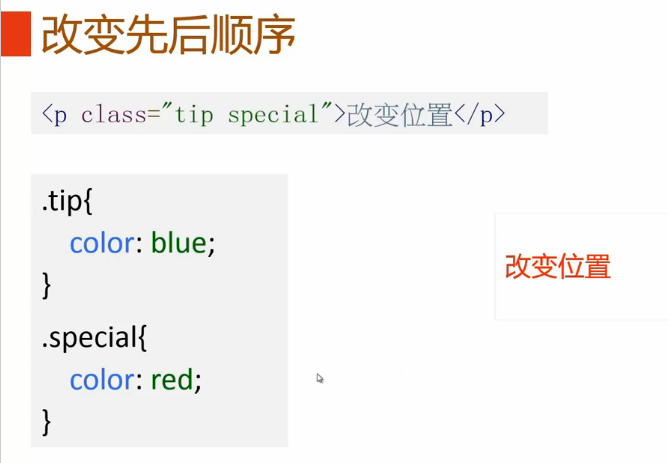 改变先后顺序
<p class="tip special">改变位置</p>
.tip{
color: blue;
}
.special{
color: red;
}
改变位置